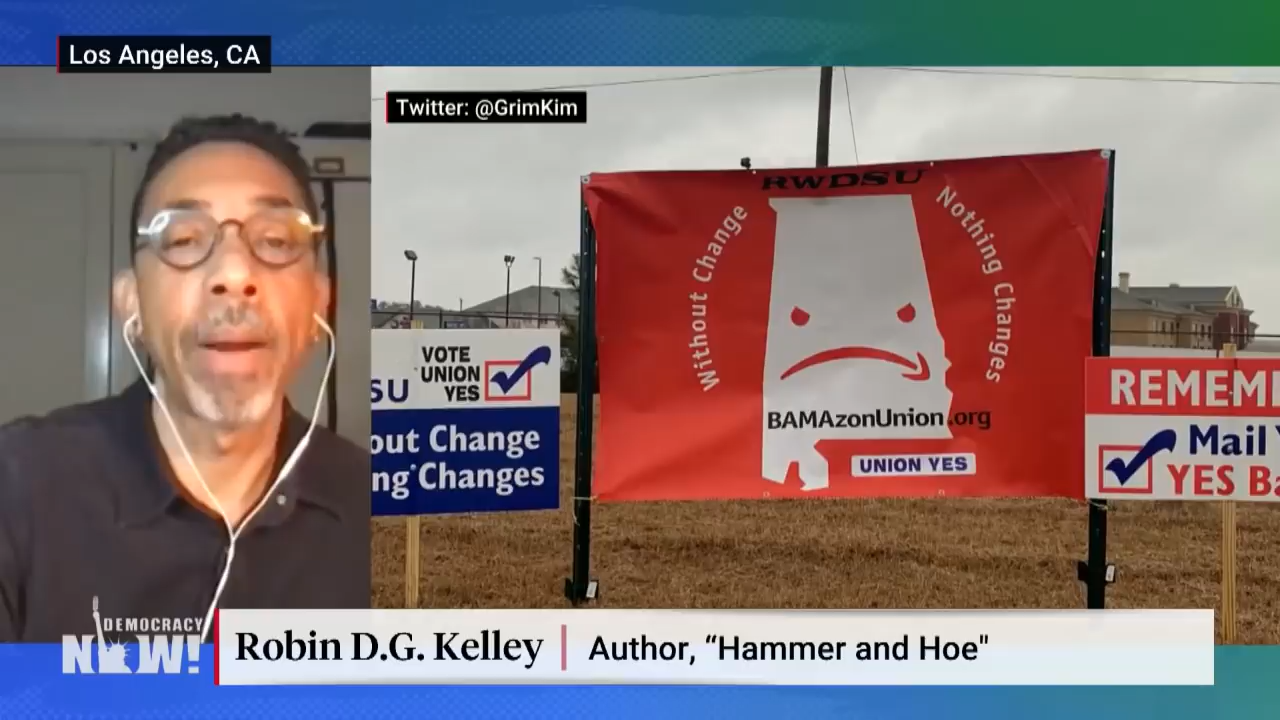 Los Angeles, CA
Twitter: @GrimKim
RWDSU
Without Change
Nothing Changes
BAMAzonUnion.org
UNION YES
SU
VOTE
UNION
YES
out Change
ng Changes
REMEM
Mail
YES Ba
DEMOCRACY
NOW!
Robin D.G. Kelley
Author, “Hammer and Hoe"